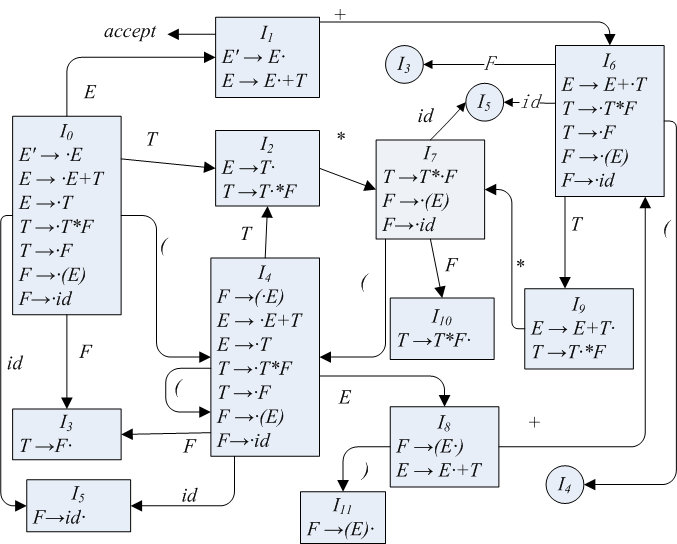 accept
I₁
E' → E·
E → E·+T
+
I₃
F
I₆
E → E+·T
T → ·T*F
T → ·F
F → ·(E)
F → ·id
I₅
id
id
E
I₀
E' → ·E
E → ·E+T
E → ·T
T → ·T*F
T → ·F
F → ·(E)
F → ·id
T
I₂
E → T·
T → T·*F
*
I₇
T → T*·F
F → ·(E)
F → ·id
T
(
(
T
I₄
F → (·E)
E → ·E+T
E → ·T
T → ·T*F
T → ·F
F → ·(E)
F → ·id
(
F
*
I₁₀
T → T*F·
I₉
E → E+T·
T → T·*F
id
F
(
E
I₃
T → F·
F
I₈
F → (E·)
E → E·+T
+
I₅
F → id·
id
)
I₁₁
F → (E)·
I₄